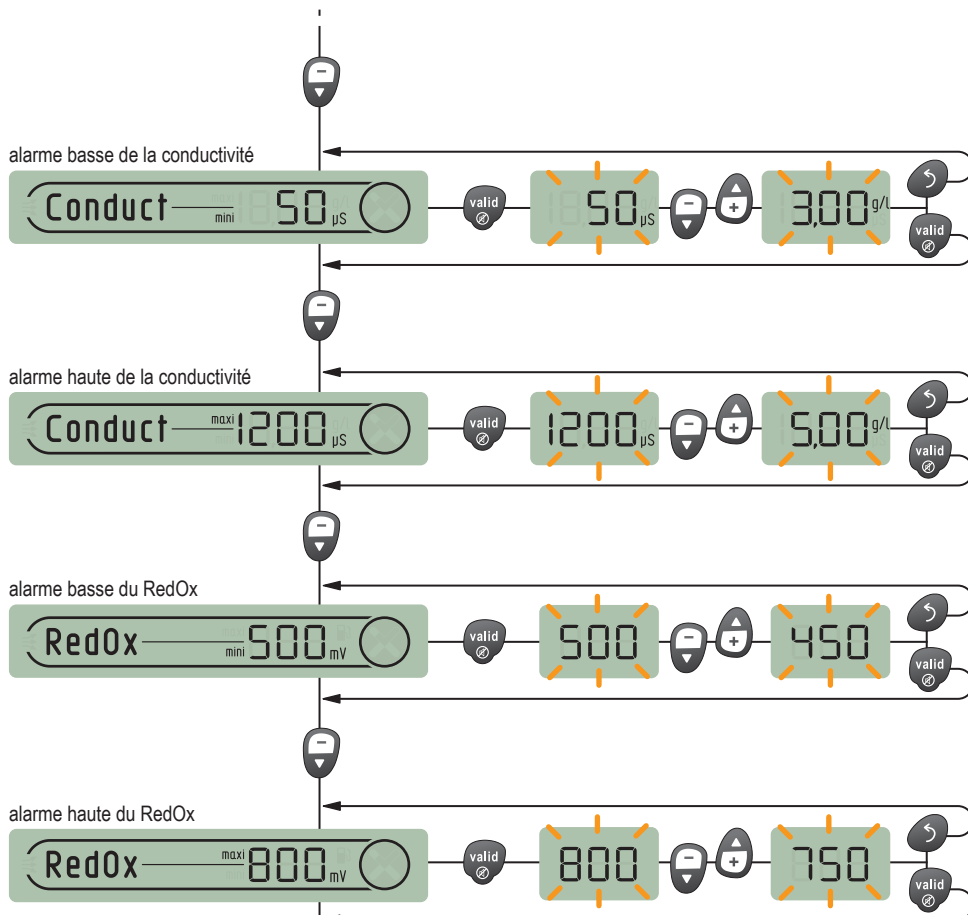 alarme basse de la conductivité
Conduct mini 50 µS valid 50 µS - + 3,00 g/l valid
-
alarme haute de la conductivité
Conduct maxi 1200 µS valid 1200 µS - + 5,00 g/l valid
-
alarme basse du RedOx
RedOx mini 500 mV valid 500 - + 450 valid
-
alarme haute du RedOx
RedOx maxi 800 mV valid 800 - + 750 valid